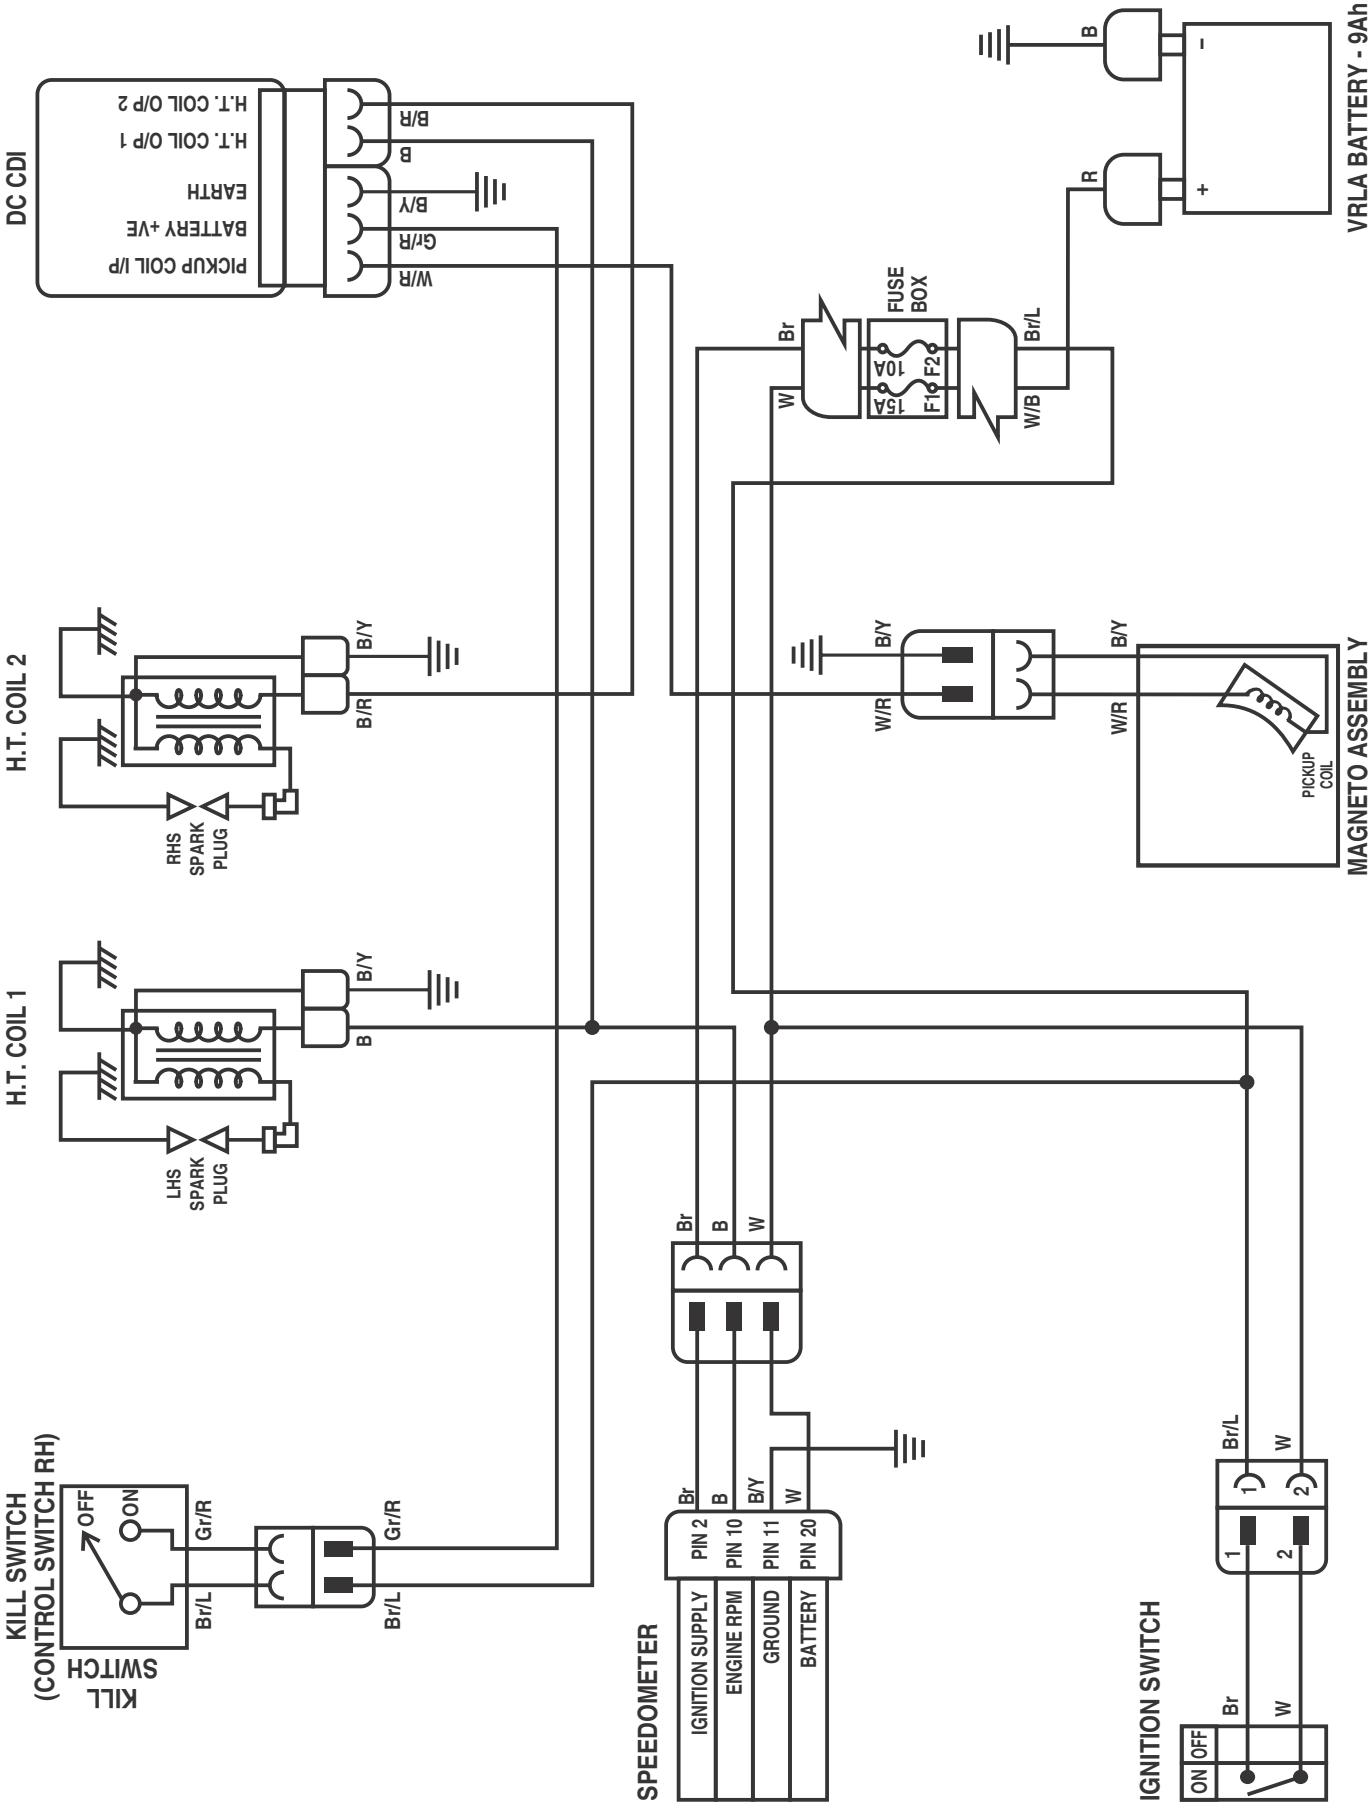 KILL SWITCH
(CONTROL SWITCH RH)
KILL
SWITCH
OFF
ON
Br/L
Gr/R
Br/L
Gr/R
H.T. COIL 1
LHS
SPARK
PLUG
B
B/Y
H.T. COIL 2
RHS
SPARK
PLUG
B/R
B/Y
DC CDI
H.T. COIL O/P 2
H.T. COIL O/P 1
EARTH
BATTERY +VE
PICKUP COIL I/P
B/R
B
B/Y
Gr/R
W/R
SPEEDOMETER
IGNITION SUPPLY
ENGINE RPM
GROUND
BATTERY
PIN 2
PIN 10
PIN 11
PIN 20
Br
B
B/Y
W
Br
B
W
FUSE
BOX
Br
W
10A
15A
F2
F1
Br/L
W/B
MAGNETO ASSEMBLY
PICKUP
COIL
W/R
B/Y
W/R
B/Y
VRLA BATTERY - 9Ah
R
B
+
-
IGNITION SWITCH
ON
OFF
Br
W
1
2
1
2
Br/L
W